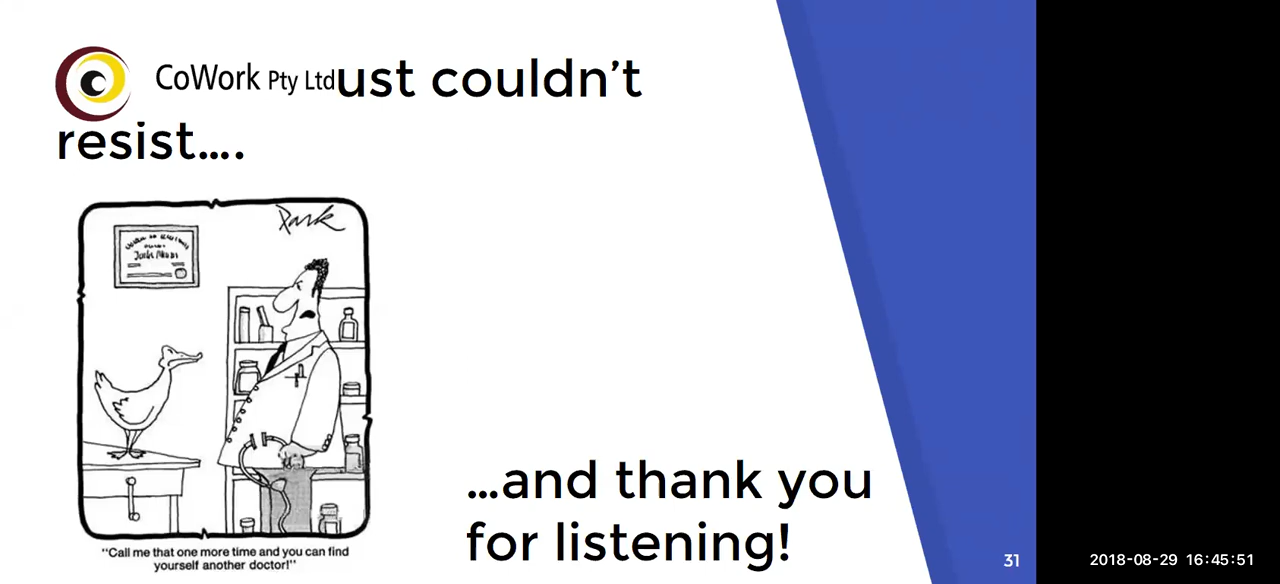 CoWork Pty Ltd
ust couldn't
resist....
Park
"Call me that one more time and you can find
yourself another doctor!"
...and thank you
for listening!
31
2018-08-29 16:45:51